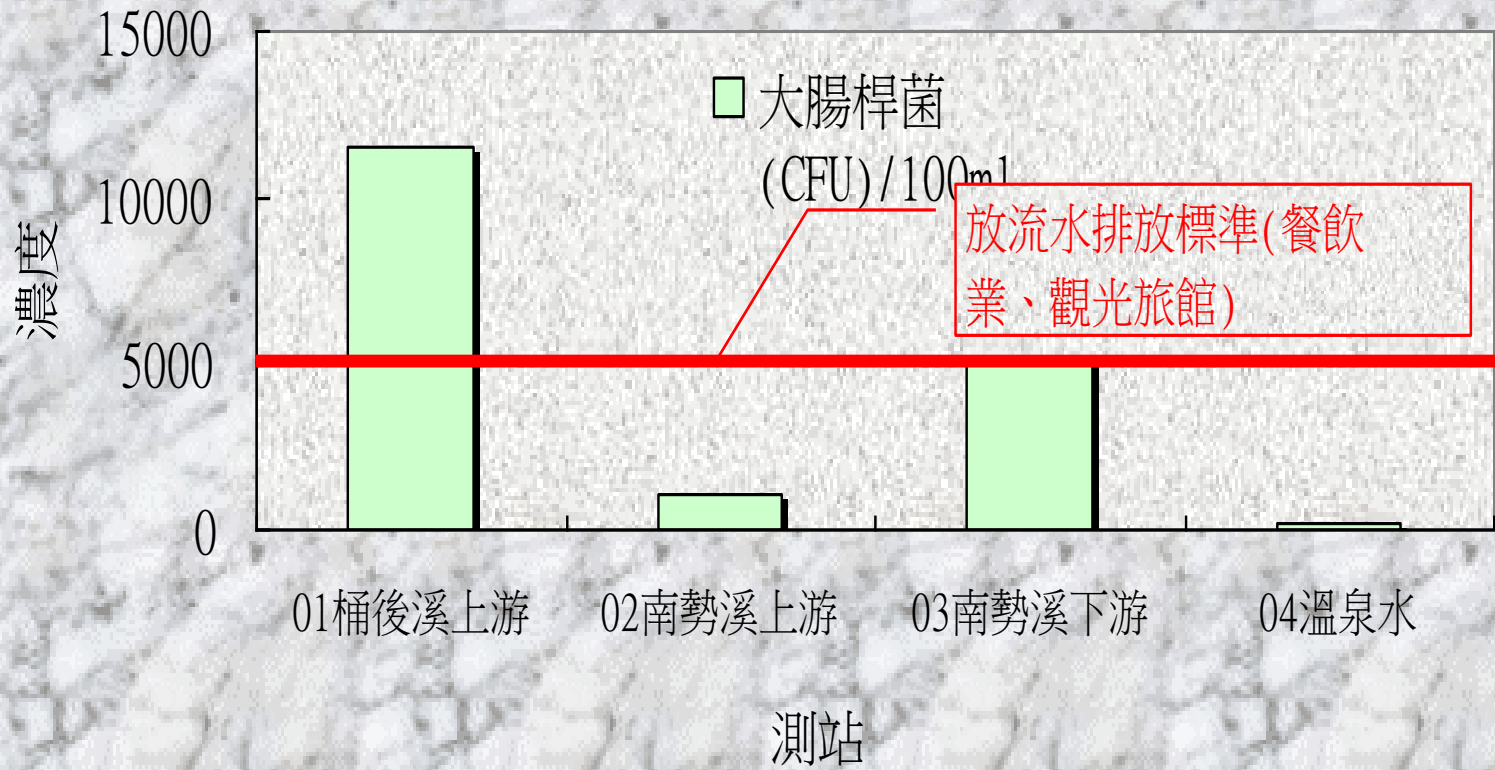 15000
10000
5000
0
濃度
大腸桿菌
(CFU)/100ml
放流水排放標準(餐飲
業、觀光旅館)
01桶後溪上游
02南勢溪上游
03南勢溪下游
04溫泉水
測站